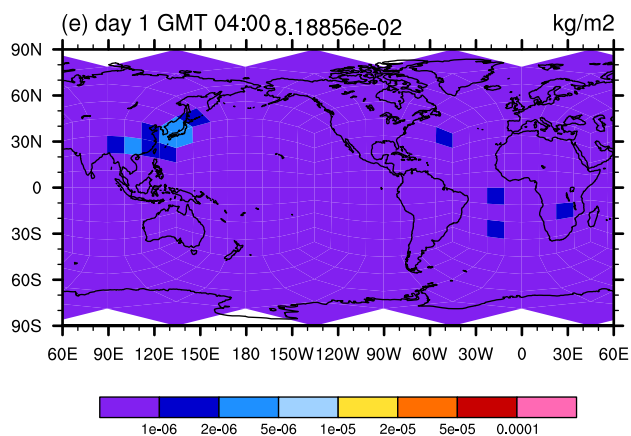 (e) day 1 GMT 04:00 8.18856e-02 kg/m2
90N
60N
30N
0
30S
60S
90S
60E 90E 120E 150E 180 150W 120W 90W 60W 30W 0 30E 60E
1e-06 2e-06 5e-06 1e-05 2e-05 5e-05 0.0001